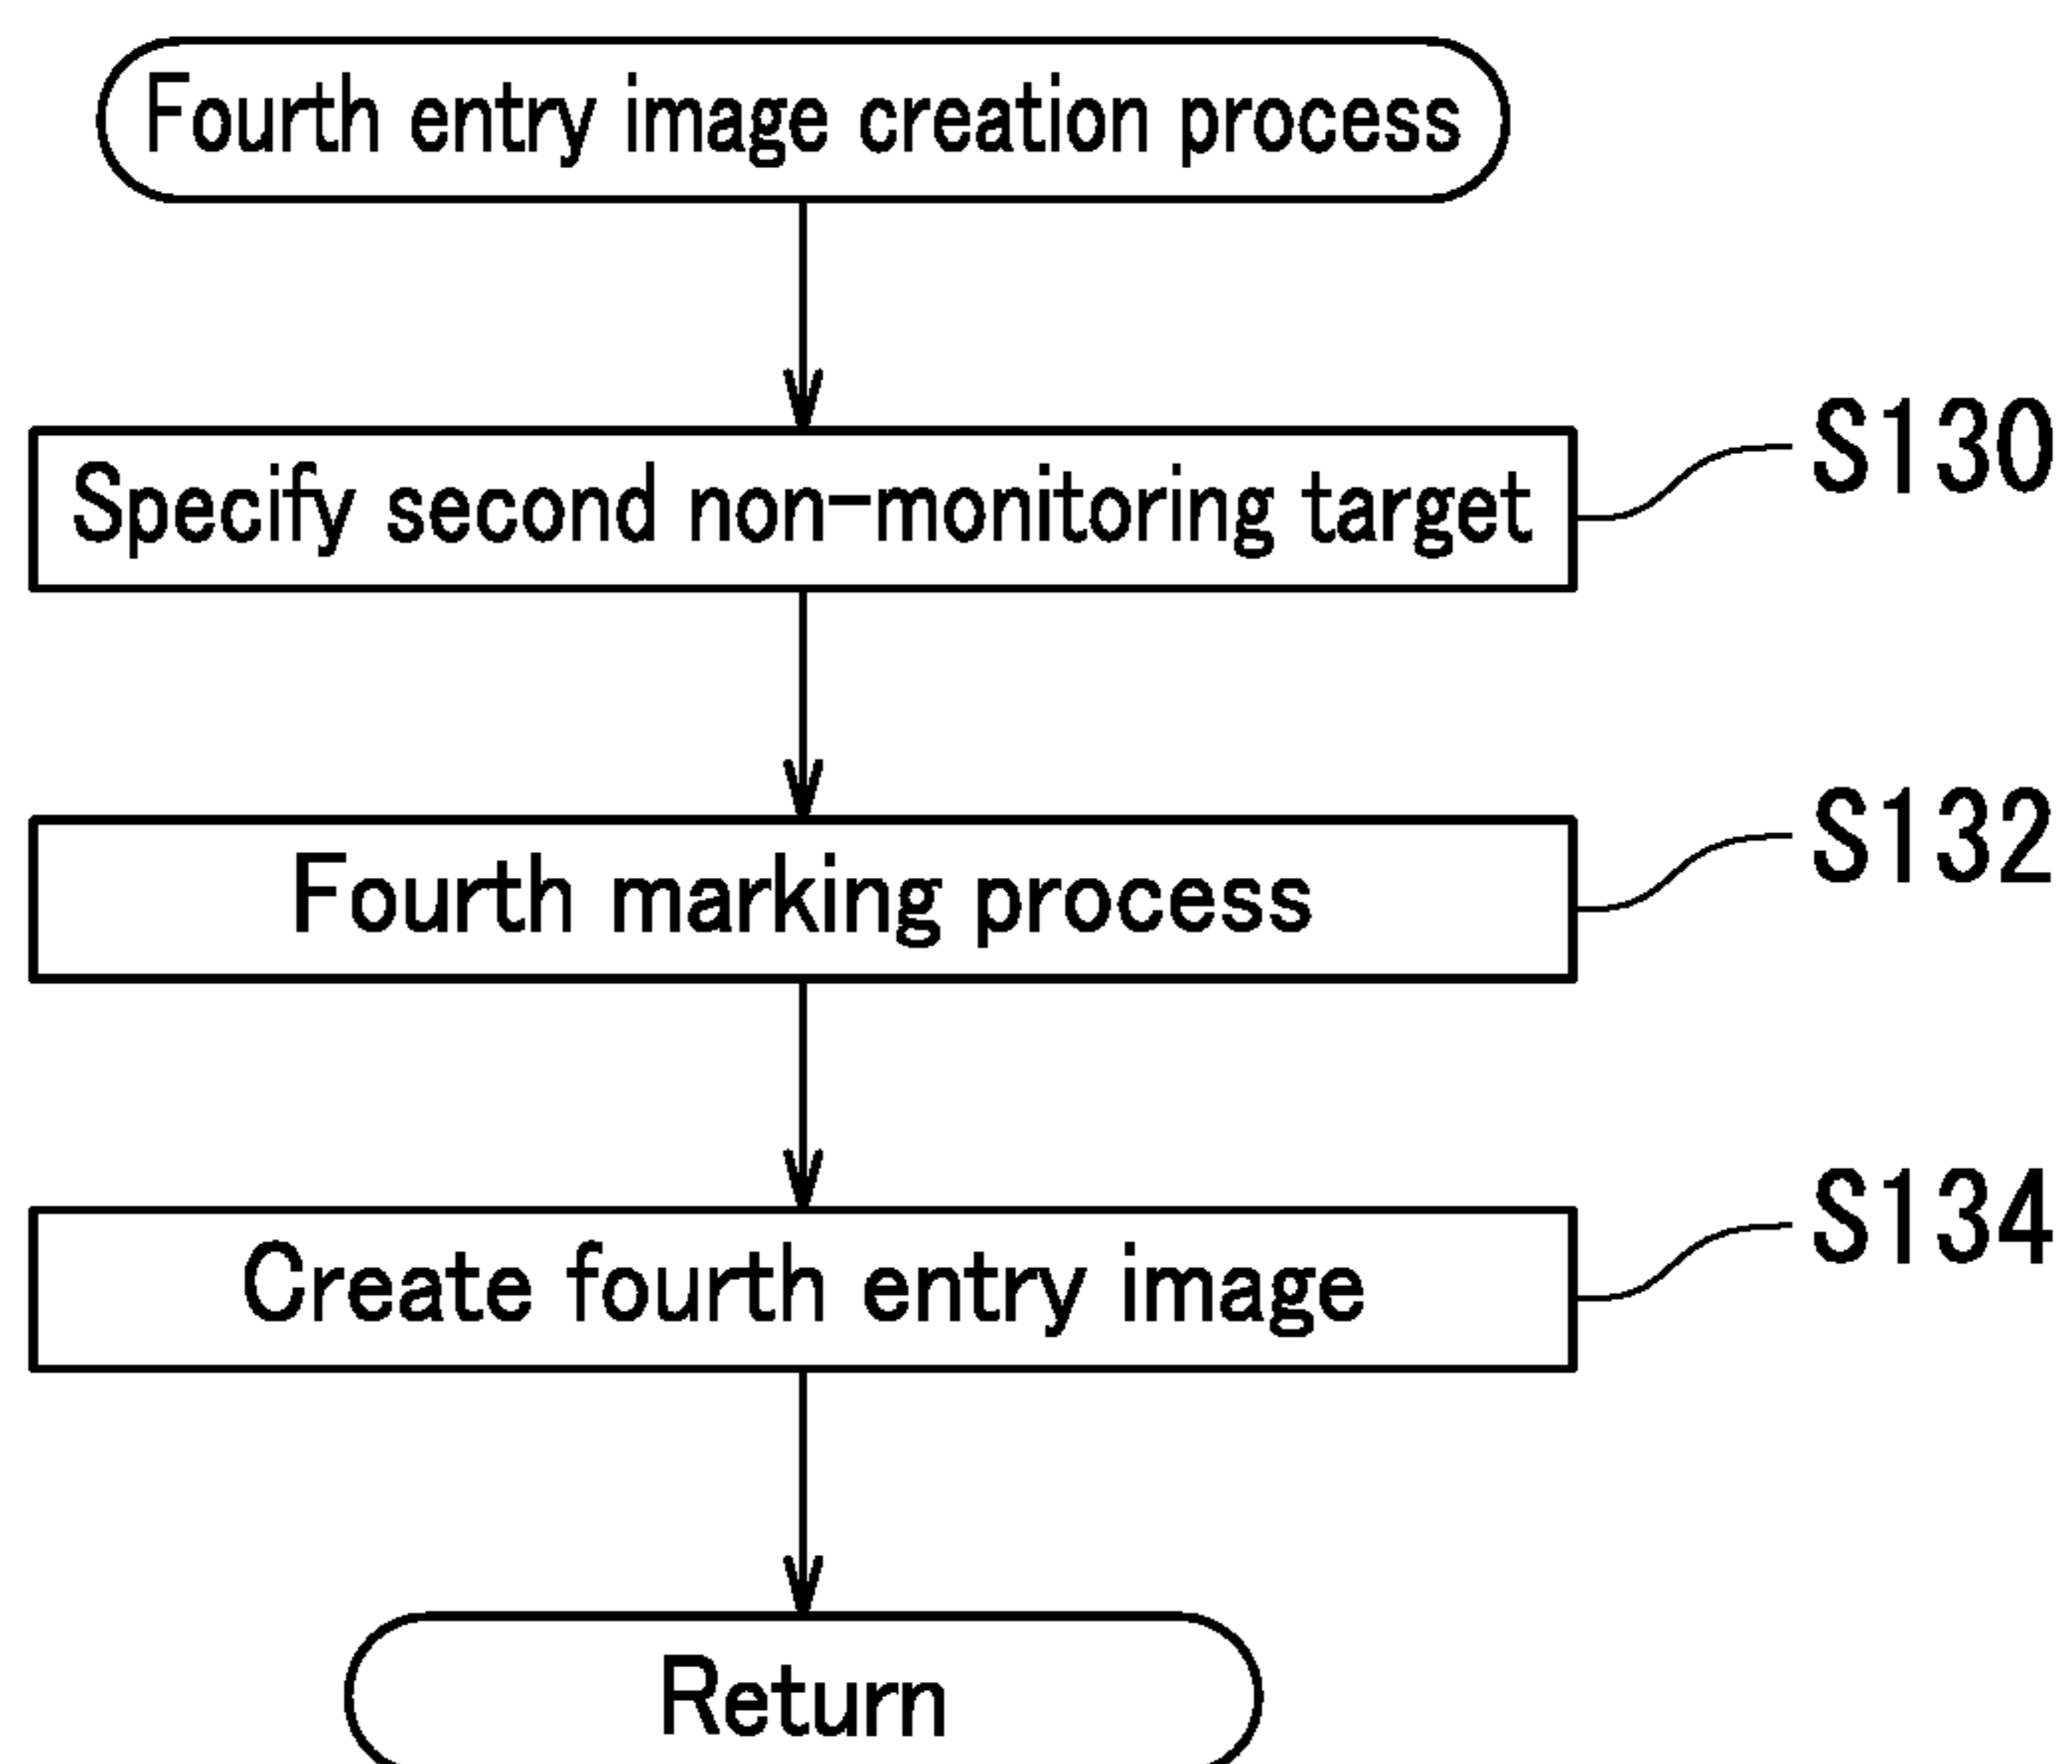 Fourth entry image creation process
Specify second non-monitoring target
S130
Fourth marking process
S132
Create fourth entry image
S134
Return